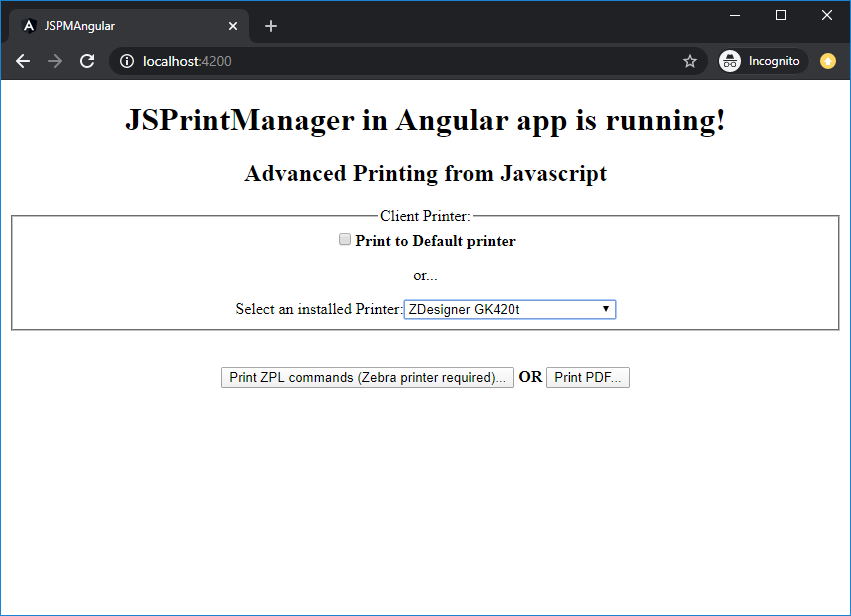 JSPMAngular
localhost:4200
Incognito
JSPrintManager in Angular app is running!
Advanced Printing from Javascript
Client Printer:
Print to Default printer
or...
Select an installed Printer: ZDesigner GK420t
Print ZPL commands (Zebra printer required)... OR Print PDF...